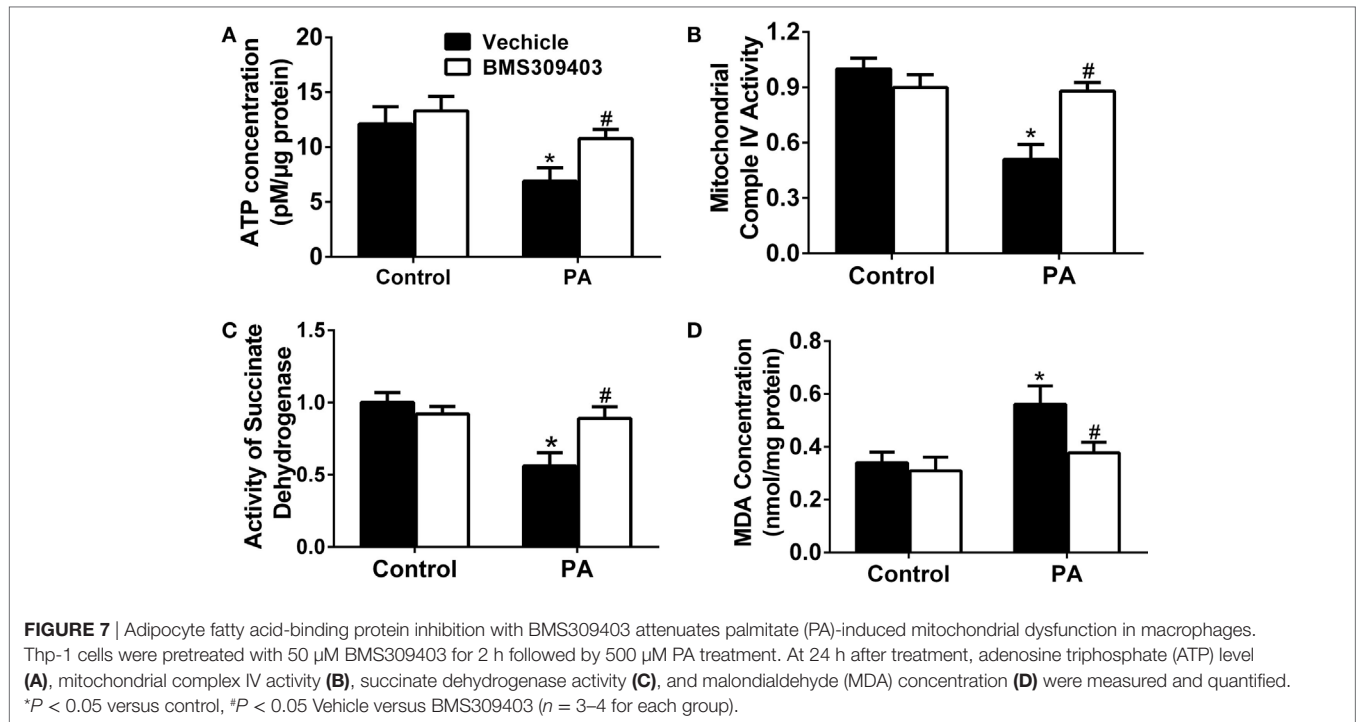 A
ATP concentration
(pM/µg protein)
20
15
10
5
0
Vechicle
BMS309403
*
#
Control
PA
B
Mitochondrial
Comple IV Activity
1.2
0.9
0.6
0.3
0.0
*
#
Control
PA
C
Activity of Succinate
Dehydrogenase
1.5
1.0
0.5
0.0
*
#
Control
PA
D
MDA Concentration
(nmol/mg protein)
0.8
0.6
0.4
0.2
0.0
*
#
Control
PA
FIGURE 7 | Adipocyte fatty acid-binding protein inhibition with BMS309403 attenuates palmitate (PA)-induced mitochondrial dysfunction in macrophages.
Thp-1 cells were pretreated with 50 µM BMS309403 for 2 h followed by 500 µM PA treatment. At 24 h after treatment, adenosine triphosphate (ATP) level
(A), mitochondrial complex IV activity (B), succinate dehydrogenase activity (C), and malondialdehyde (MDA) concentration (D) were measured and quantified.
*P < 0.05 versus control, #P < 0.05 Vehicle versus BMS309403 (n = 3–4 for each group).